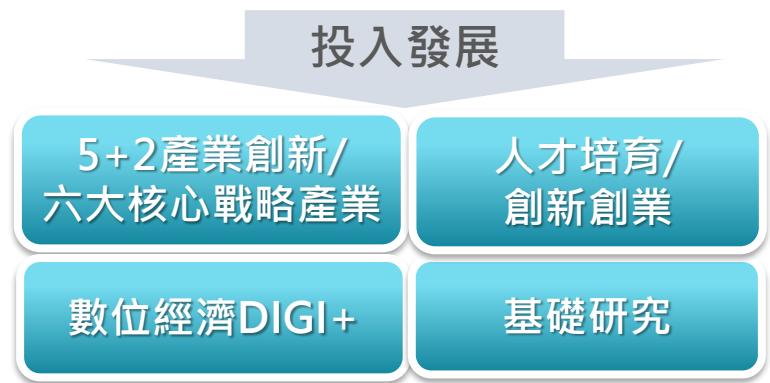 投入發展
5+2產業創新/
六大核心戰略產業
人才培育/
創新創業
數位經濟DIGI+
基礎研究